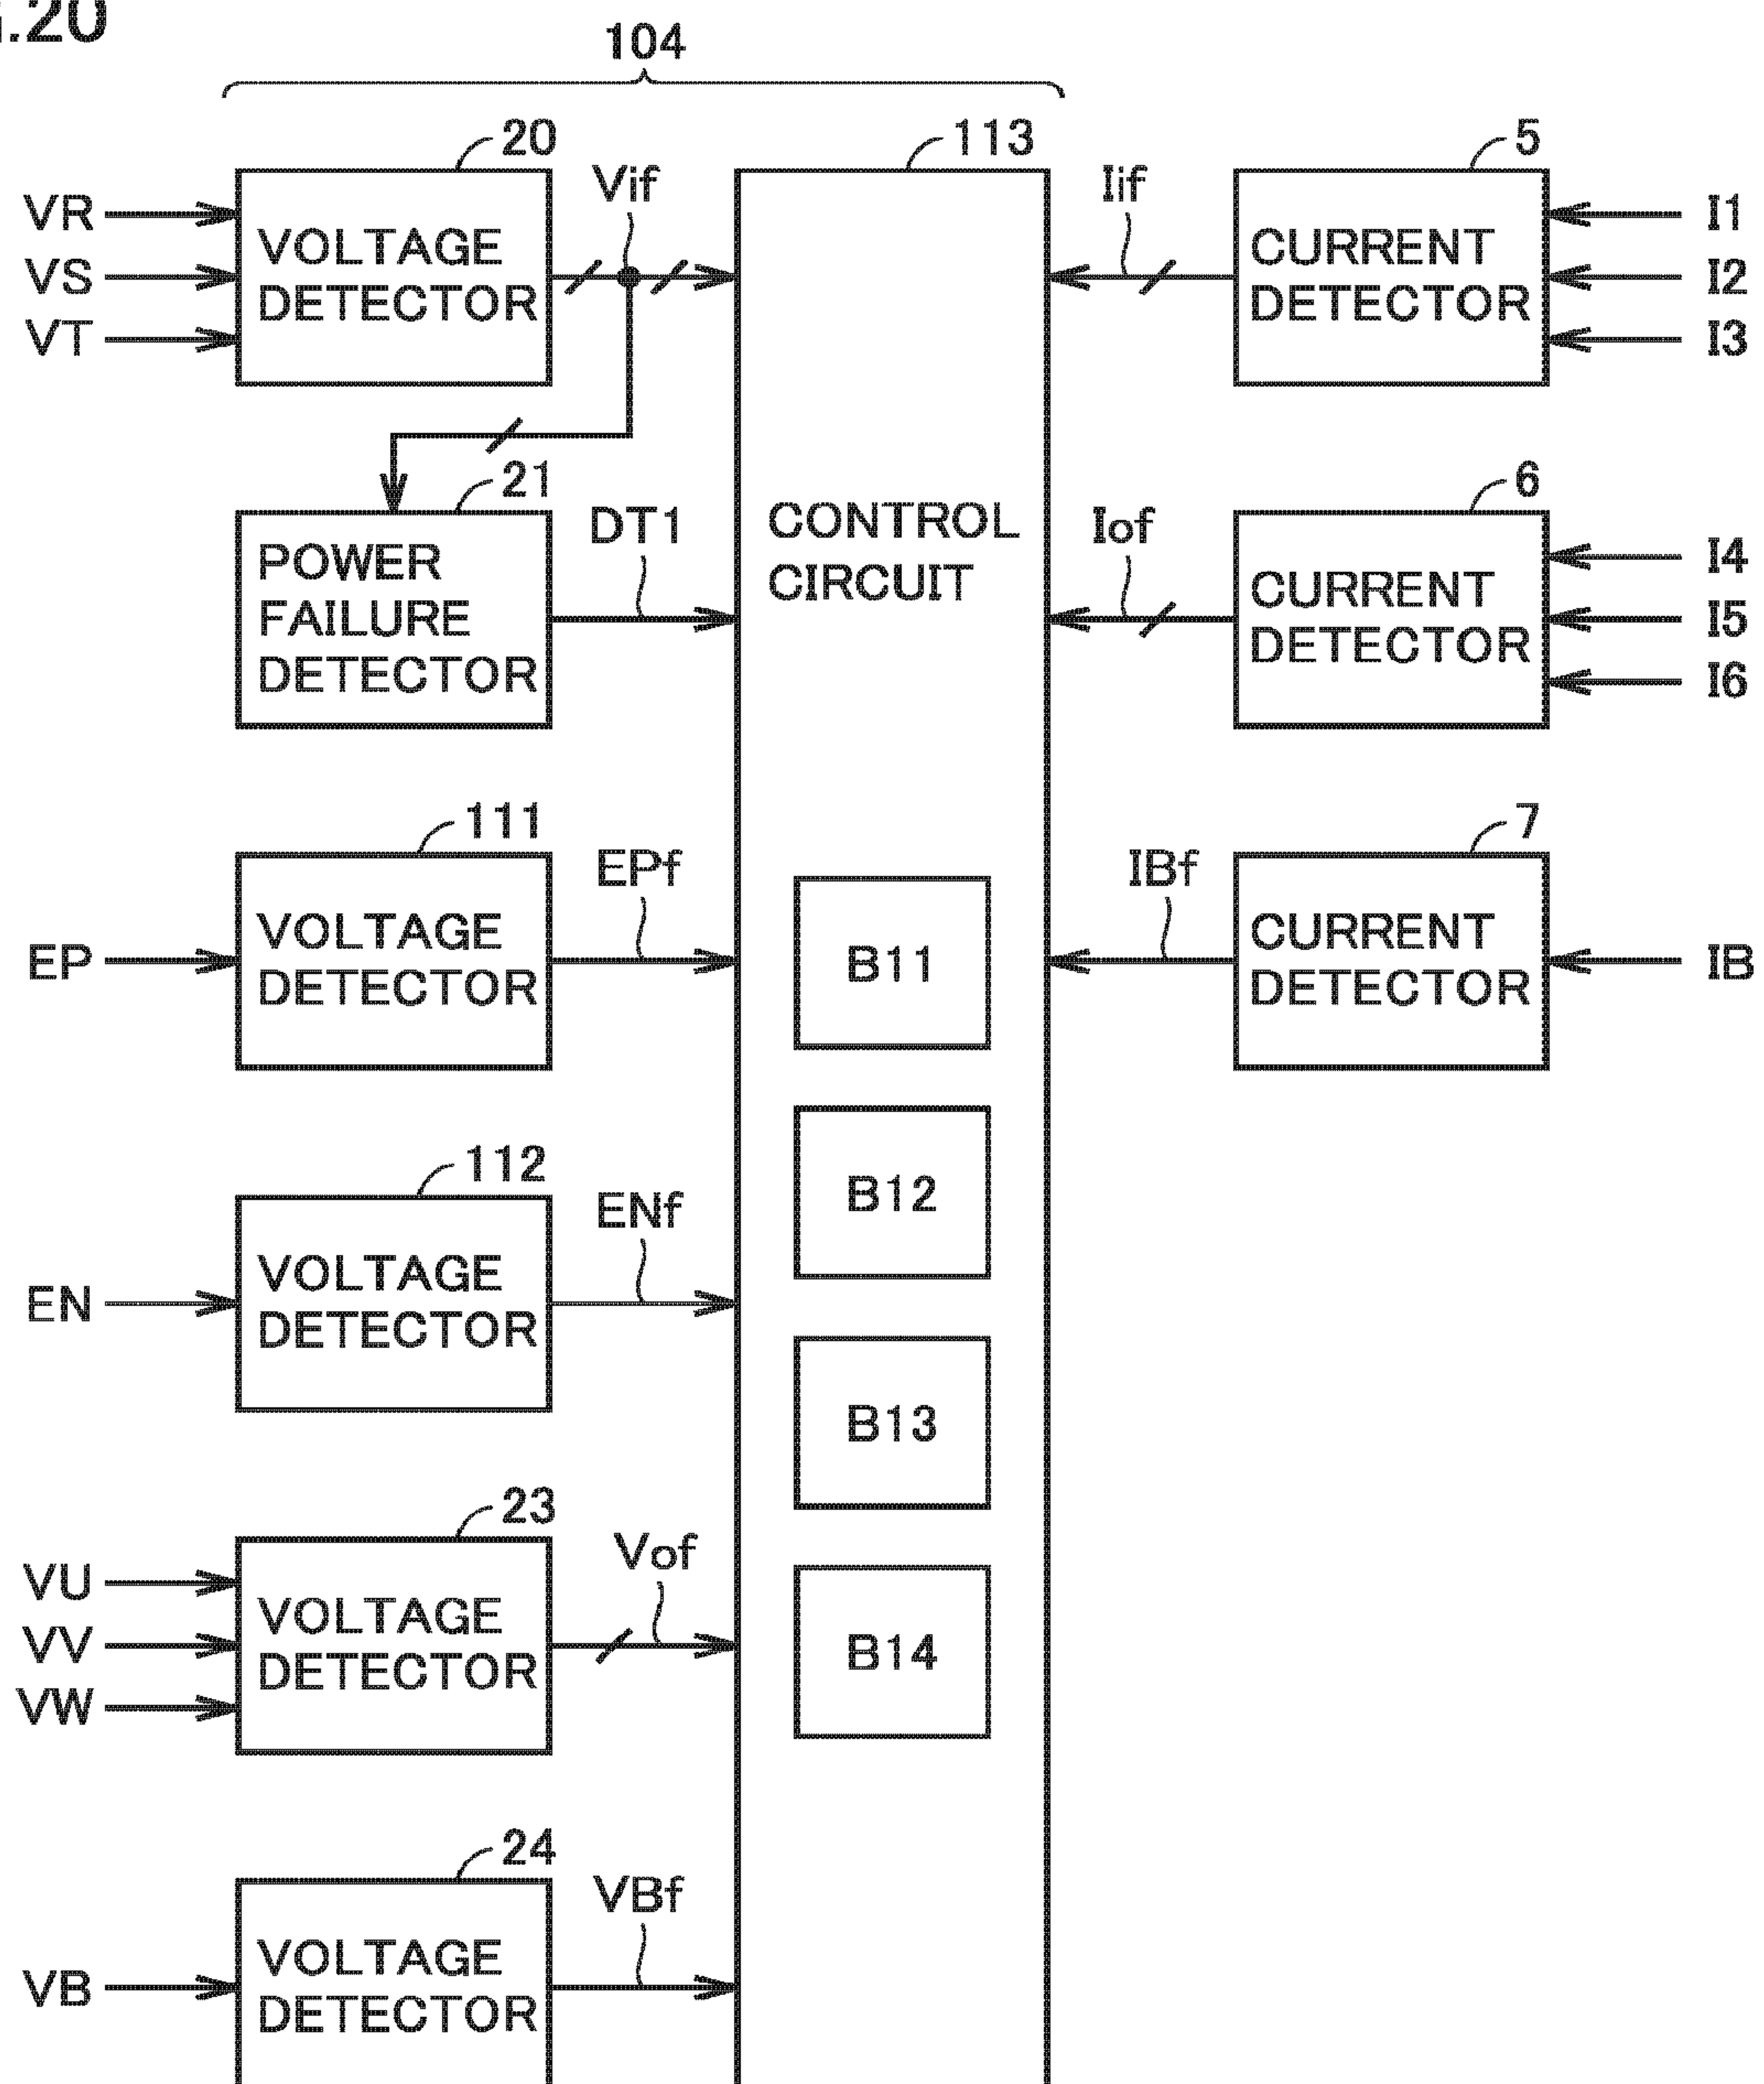 .20
104
20
Vif
113
Iif
5
VR
VS
VT
VOLTAGE
DETECTOR
CURRENT
DETECTOR
I1
I2
I3
21
DT1
CONTROL
CIRCUIT
Iof
6
POWER
FAILURE
DETECTOR
CURRENT
DETECTOR
I4
I5
I6
111
EPf
IBf
7
EP
VOLTAGE
DETECTOR
B11
CURRENT
DETECTOR
IB
112
ENf
B12
EN
VOLTAGE
DETECTOR
B13
23
Vof
VU
VV
VW
VOLTAGE
DETECTOR
B14
24
VBf
VB
VOLTAGE
DETECTOR